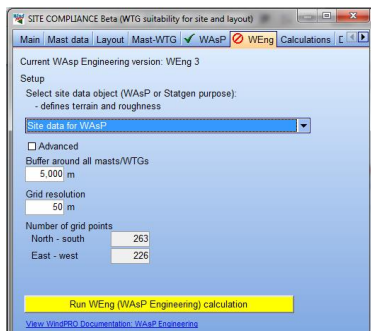 SITE COMPLIANCE Beta (WTG suitability for site and layout)
Main Mast data Layout Mast-WTG WAsP WEng Calculations
Current WAsp Engineering version: WEng 3
Setup
Select site data object (WAsP or Statgen purpose):
- defines terrain and roughness
Site data for WAsP
Advanced
Buffer around all masts/WTGs
5,000 m
Grid resolution
50 m
Number of grid points
North - south 263
East - west 226
Run WEng (WAsP Engineering) calculation
View WindPRO Documentation: WAsP Engineering